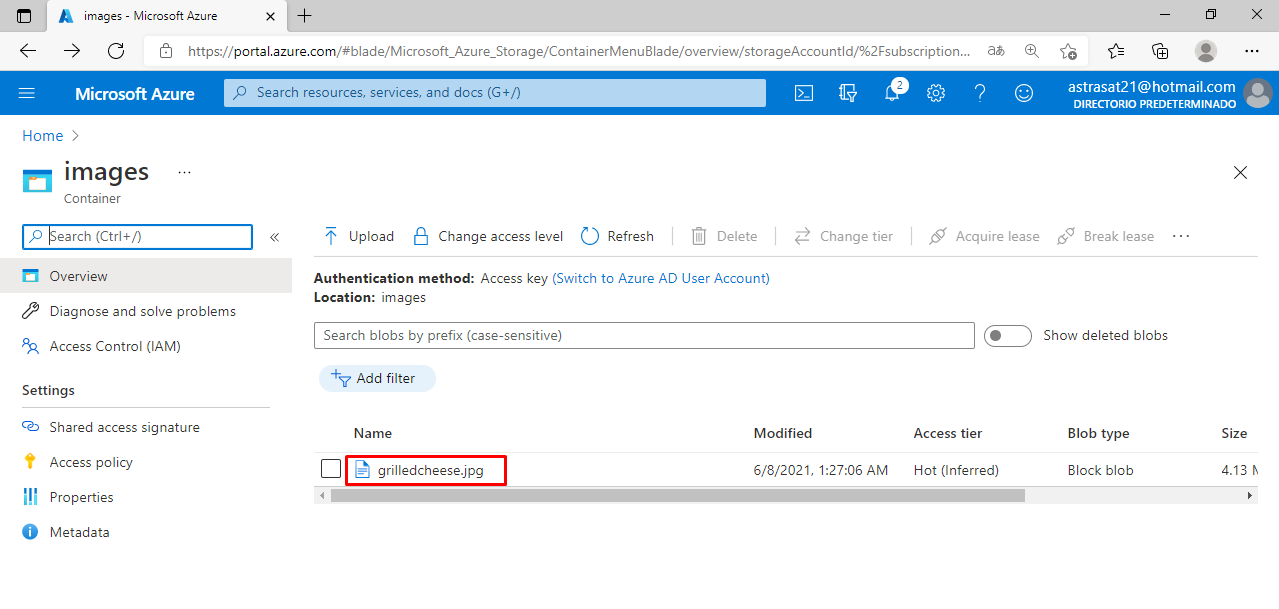 images - Microsoft Azure
https://portal.azure.com/#blade/Microsoft_Azure_Storage/ContainerMenuBlade/overview/storageAccountId/%2Fsubscription... aあ
Microsoft Azure
Search resources, services, and docs (G+/)
2
astrasat21@hotmail.com
DIRECTORIO PREDETERMINADO
Home
images ...
Container
Search (Ctrl+/)
Overview
Diagnose and solve problems
Access Control (IAM)
Settings
Shared access signature
Access policy
Properties
Metadata
Upload Change access level Refresh Delete Change tier Acquire lease Break lease ...
Authentication method: Access key (Switch to Azure AD User Account)
Location: images
Search blobs by prefix (case-sensitive)
Show deleted blobs
Add filter
Name Modified Access tier Blob type Size
grilledcheese.jpg 6/8/2021, 1:27:06 AM Hot (Inferred) Block blob 4.13